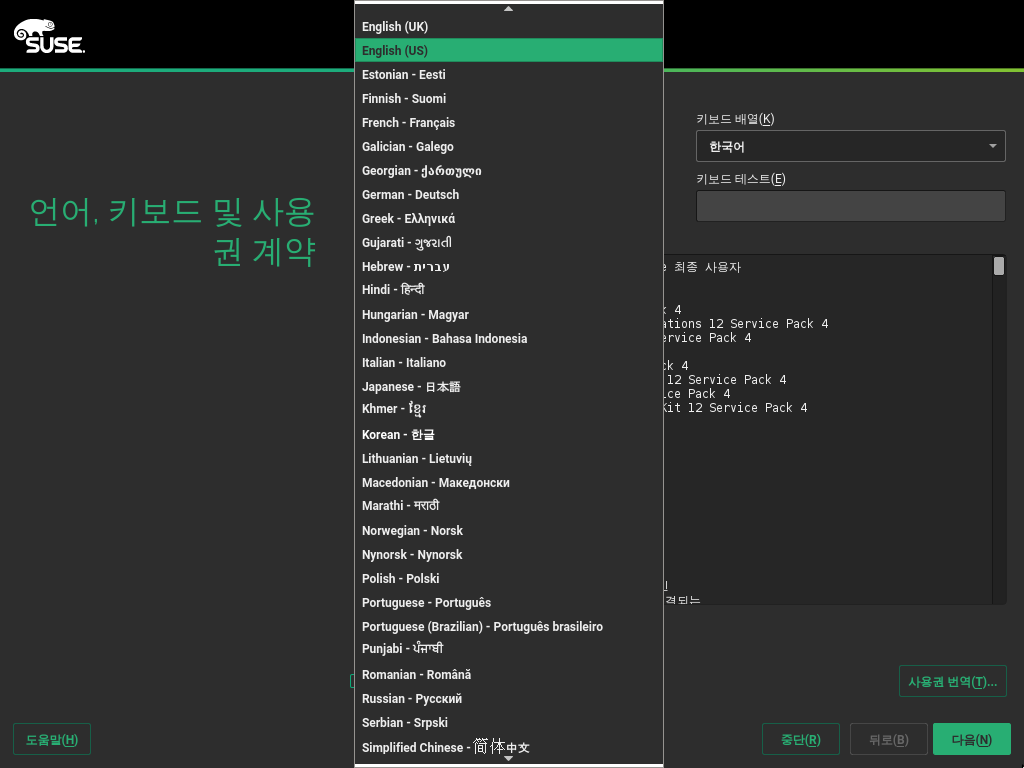 SUSE
언어, 키보드 및 사용
권 계약
English (UK)
English (US)
Estonian - Eesti
Finnish - Suomi
French - Français
Galician - Galego
Georgian - ქართული
German - Deutsch
Greek - Ελληνικά
Gujarati - ગુજરાતી
Hebrew - עברית
Hindi - हिन्दी
Hungarian - Magyar
Indonesian - Bahasa Indonesia
Italian - Italiano
Japanese - 日本語
Khmer - ខ្មែរ
Korean - 한글
Lithuanian - Lietuvių
Macedonian - Македонски
Marathi - मराठी
Norwegian - Norsk
Nynorsk - Nynorsk
Polish - Polski
Portuguese - Português
Portuguese (Brazilian) - Português brasileiro
Punjabi - ਪੰਜਾਬੀ
Romanian - Română
Russian - Русский
Serbian - Srpski
Simplified Chinese - 简体中文
키보드 배열(K)
한국어
키보드 테스트(E)
최종 사용자
4
ations 12 Service Pack 4
ervice Pack 4
ck 4
12 Service Pack 4
ice Pack 4
Kit 12 Service Pack 4
결되는
사용권 번역(T)...
도움말(H)
중단(R)
뒤로(B)
다음(N)